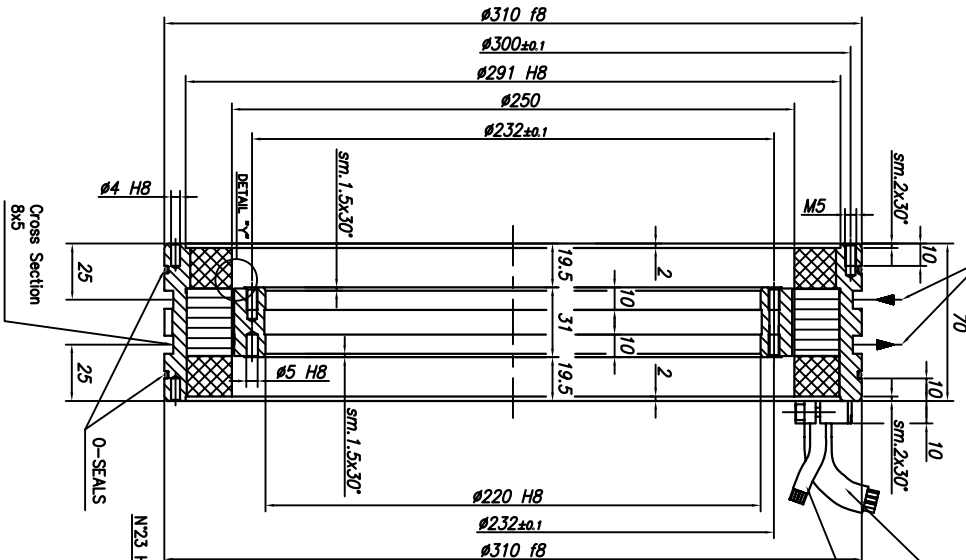 ø310 f8
ø300±0.1
ø291 H8
ø250
ø232±0.1
sm.2x30°
sm.1.5x30°
ø4 H8
DETAIL "Y"
M5
10
Cross Section
8x5
25
19.5
2
70
10
31
10
25
ø5 H8
19.5
2
10
10
sm.2x30°
sm.1.5x30°
O-SEALS
ø220 H8
ø232±0.1
N°23 H
ø310 f8